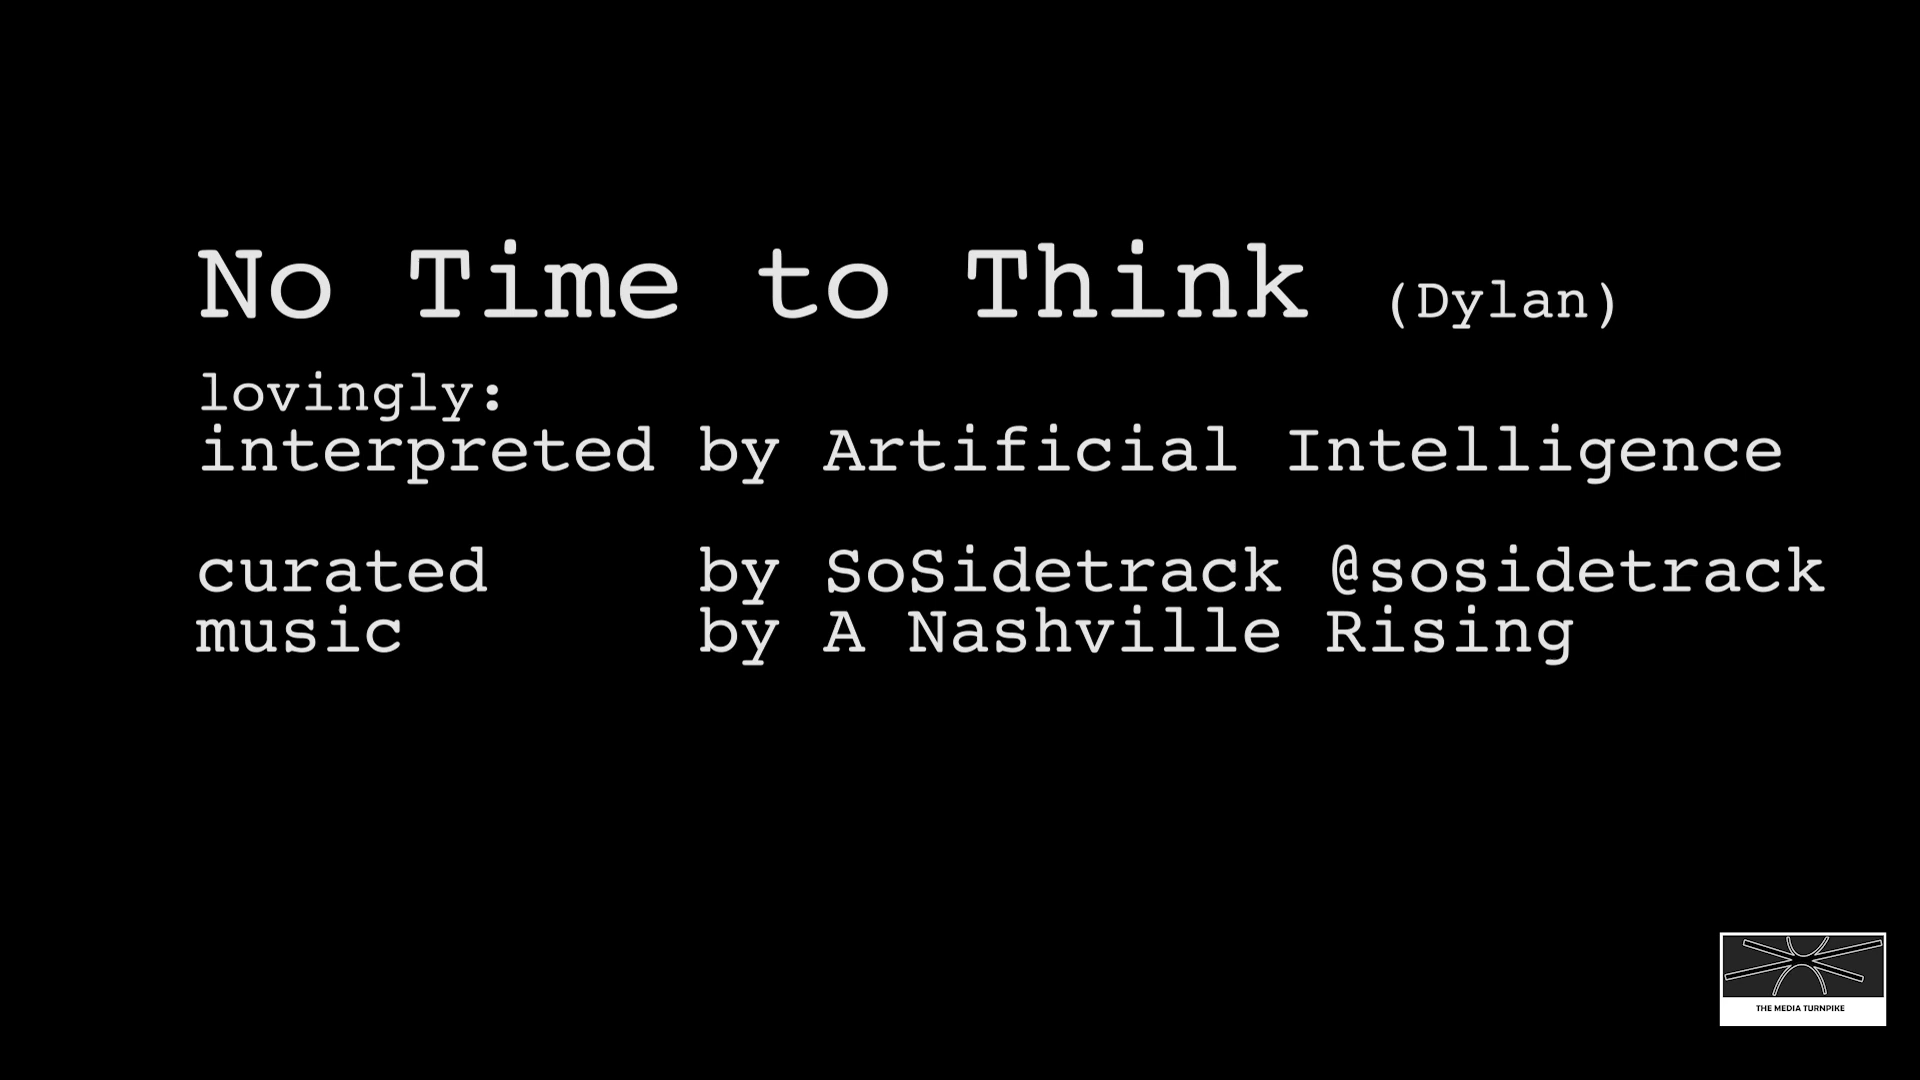 No Time to Think (Dylan)
lovingly:
interpreted by Artificial Intelligence
curated by SoSidetrack @sosidetrack
music by A Nashville Rising
THE MEDIA TURNPIKE